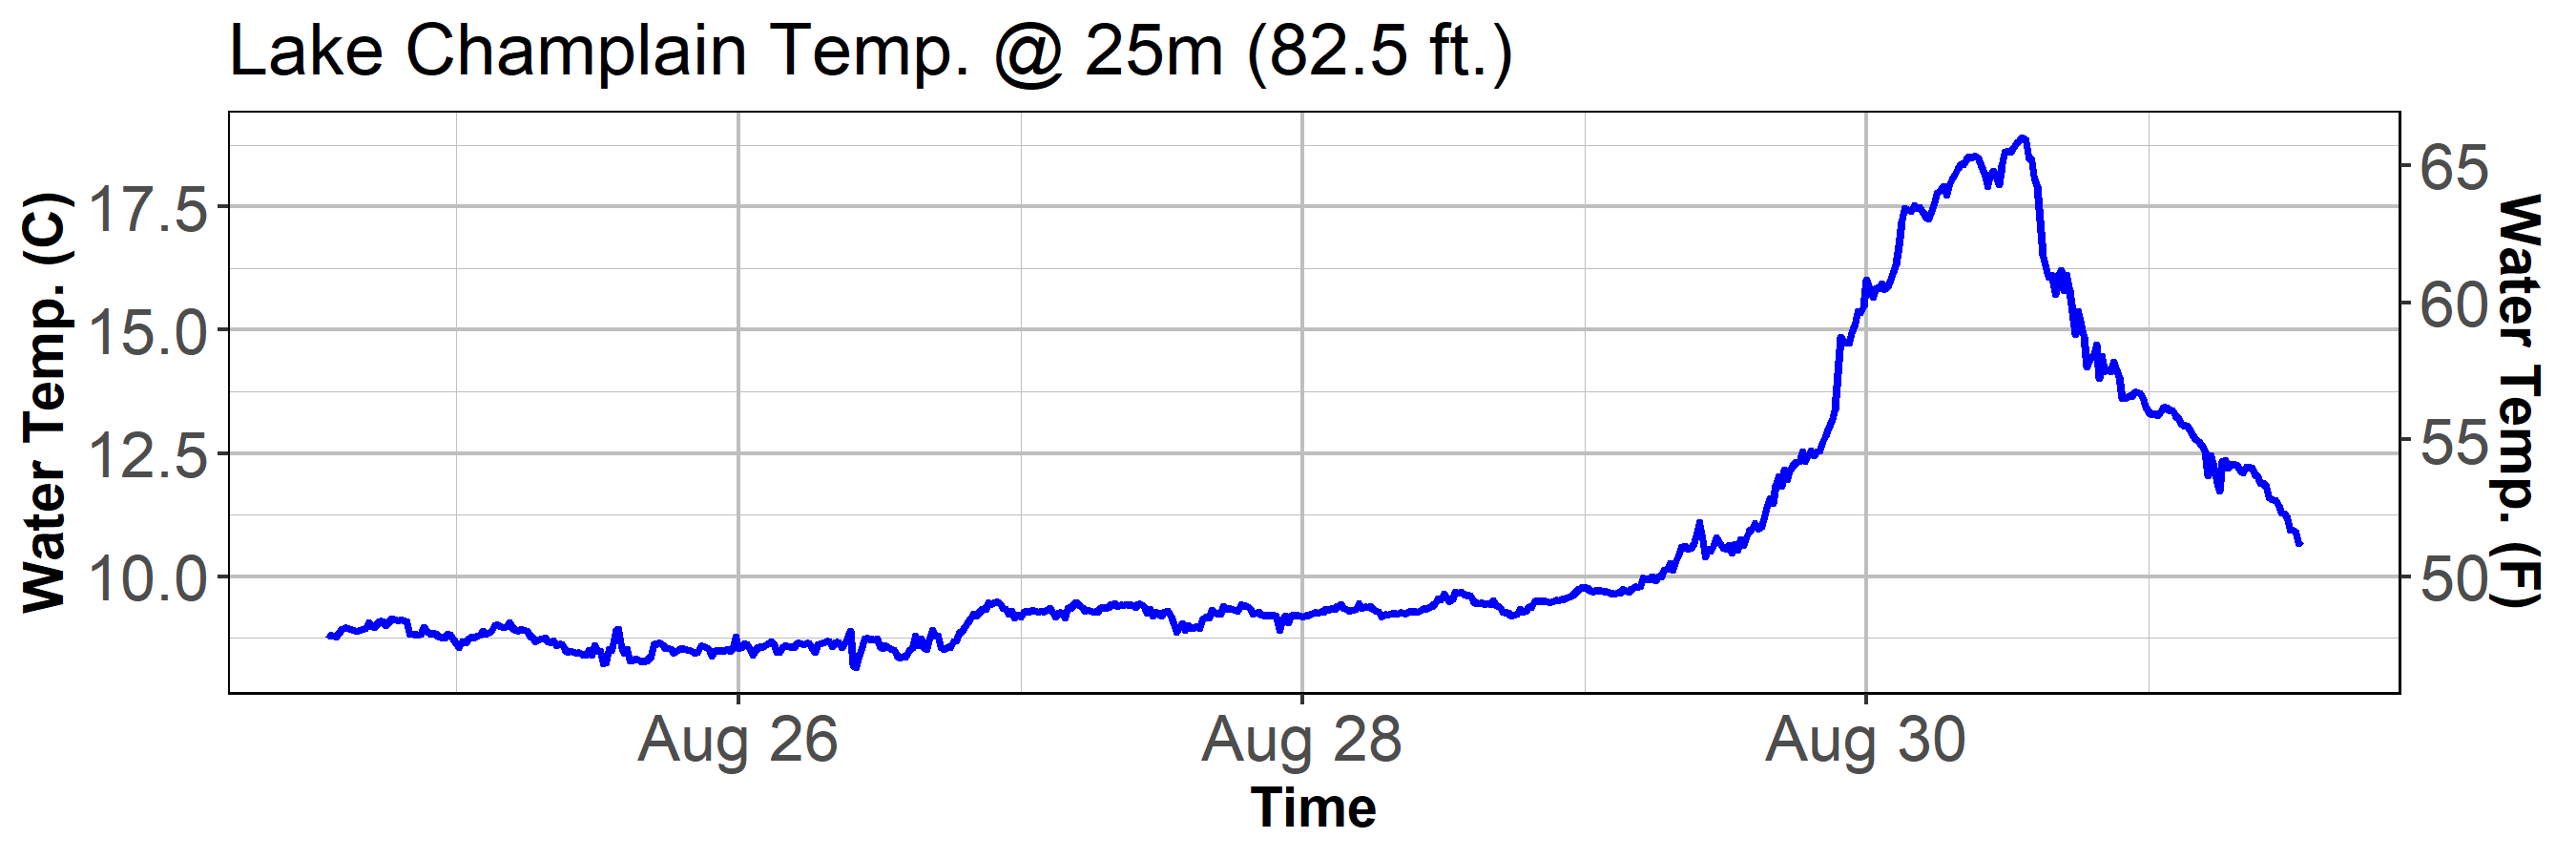 Lake Champlain Temp. @ 25m (82.5 ft.)
Water Temp. (C)
17.5
15.0
12.5
10.0
65
60
55
50
Water Temp. (F)
Aug 26 Aug 28 Aug 30
Time